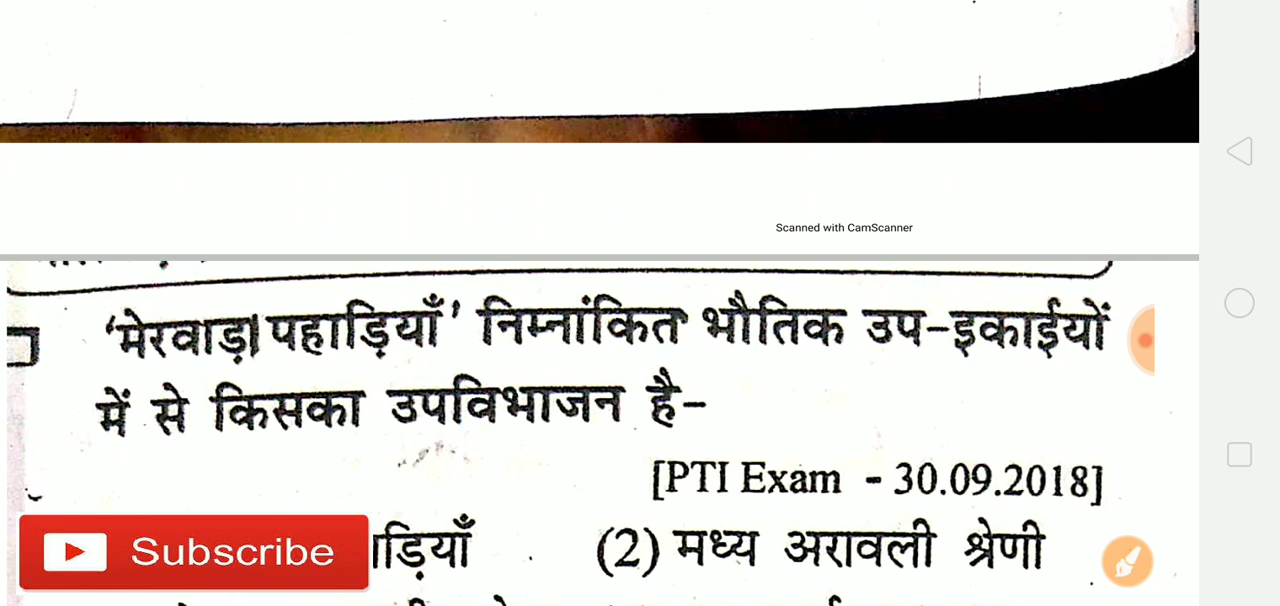 Scanned with CamScanner
‘मेरवाड़ा पहाड़ियाँ’ निम्नांकित भौतिक उप-इकाईयों
में से किसका उपविभाजन है-
[PTI Exam - 30.09.2018]
Subscribe ाड़ियाँ (2) मध्य अरावली श्रेणी